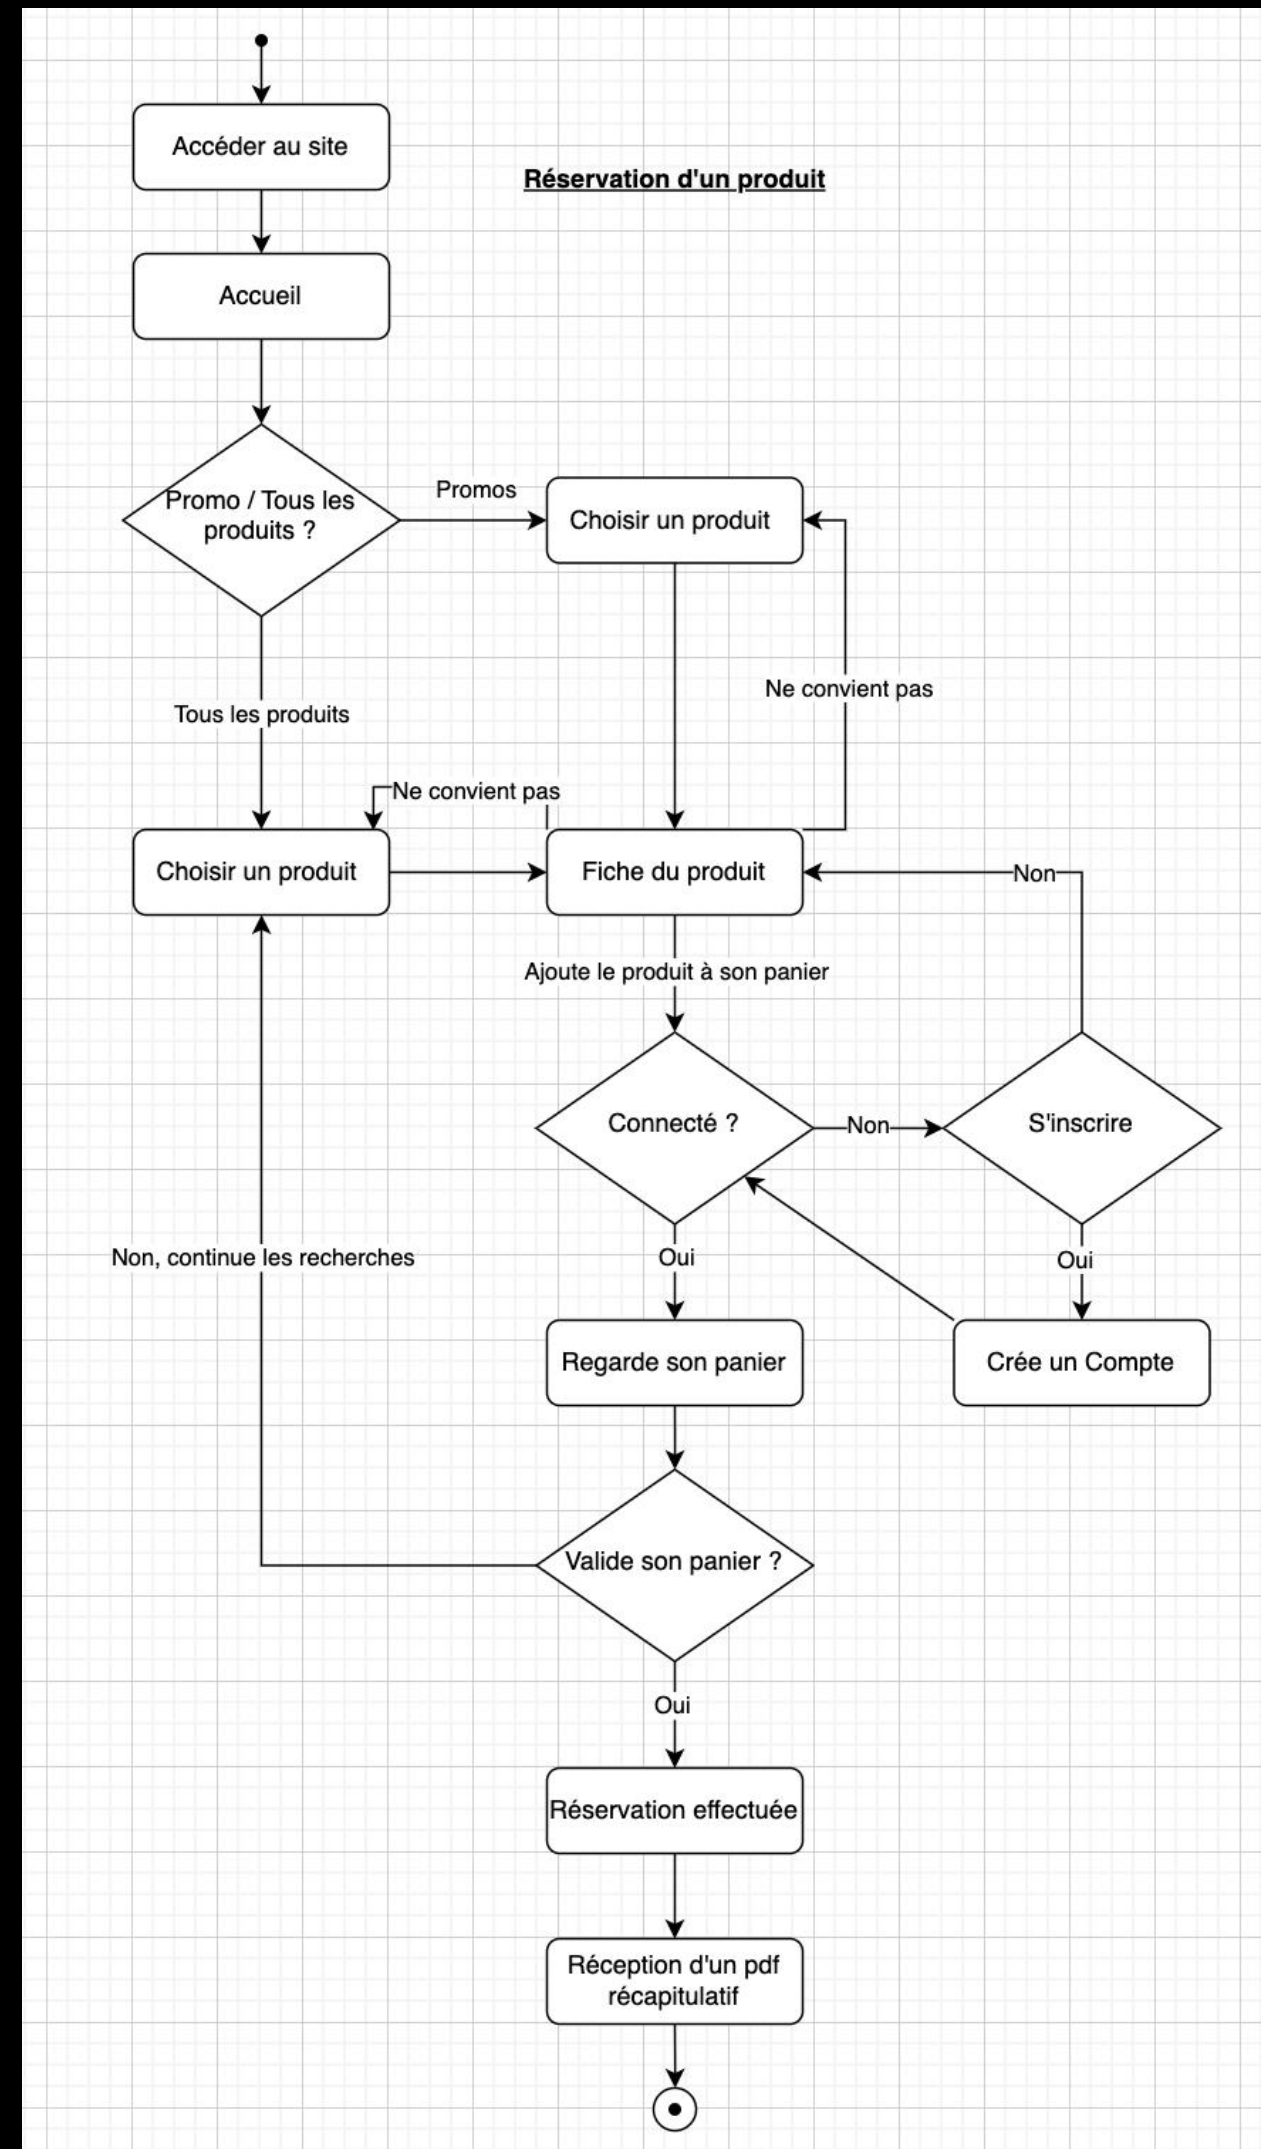 Accéder au site
Réservation d'un produit
Accueil
Promo / Tous les
produits ?
Promos
Choisir un produit
Ne convient pas
Tous les produits
Ne convient pas
Choisir un produit
Fiche du produit
Non
Ajoute le produit à son panier
Connecté ?
Non
S'inscrire
Non, continue les recherches
Oui
Oui
Regarde son panier
Crée un Compte
Valide son panier ?
Oui
Réservation effectuée
Réception d'un pdf
récapitulatif